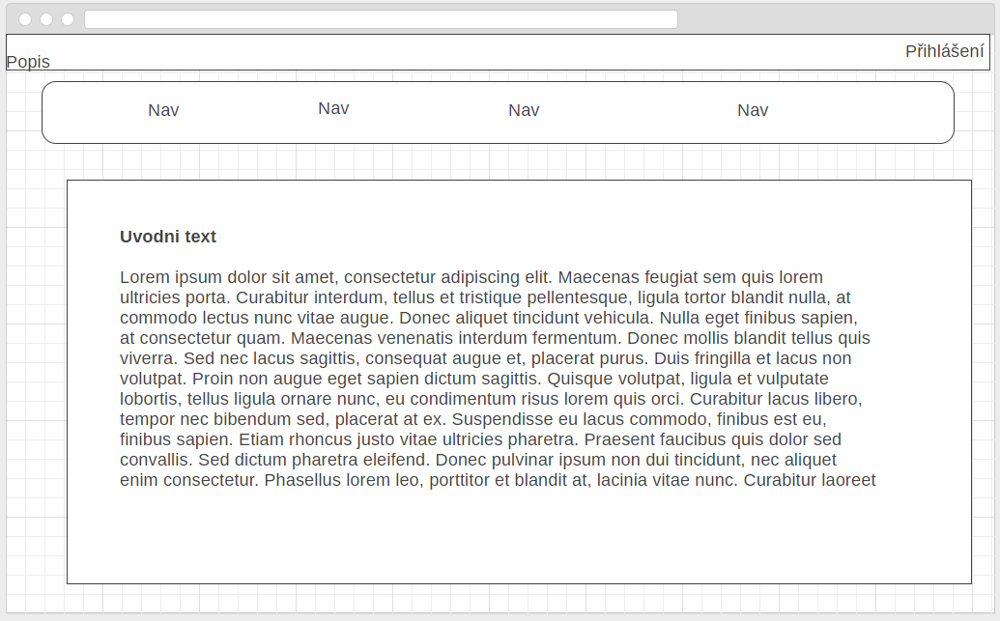 Popis
Přihlášení
Nav
Nav
Nav
Nav
Uvodni text
Lorem ipsum dolor sit amet, consectetur adipiscing elit. Maecenas feugiat sem quis lorem
ultricies porta. Curabitur interdum, tellus et tristique pellentesque, ligula tortor blandit nulla, at
commodo lectus nunc vitae augue. Donec aliquet tincidunt vehicula. Nulla eget finibus sapien,
at consectetur quam. Maecenas venenatis interdum fermentum. Donec mollis blandit tellus quis
viverra. Sed nec lacus sagittis, consequat augue et, placerat purus. Duis fringilla et lacus non
volutpat. Proin non augue eget sapien dictum sagittis. Quisque volutpat, ligula et vulputate
lobortis, tellus ligula ornare nunc, eu condimentum risus lorem quis orci. Curabitur lacus libero,
tempor nec bibendum sed, placerat at ex. Suspendisse eu lacus commodo, finibus est eu,
finibus sapien. Etiam rhoncus justo vitae ultricies pharetra. Praesent faucibus quis dolor sed
convallis. Sed dictum pharetra eleifend. Donec pulvinar ipsum non dui tincidunt, nec aliquet
enim consectetur. Phasellus lorem leo, porttitor et blandit at, lacinia vitae nunc. Curabitur laoreet